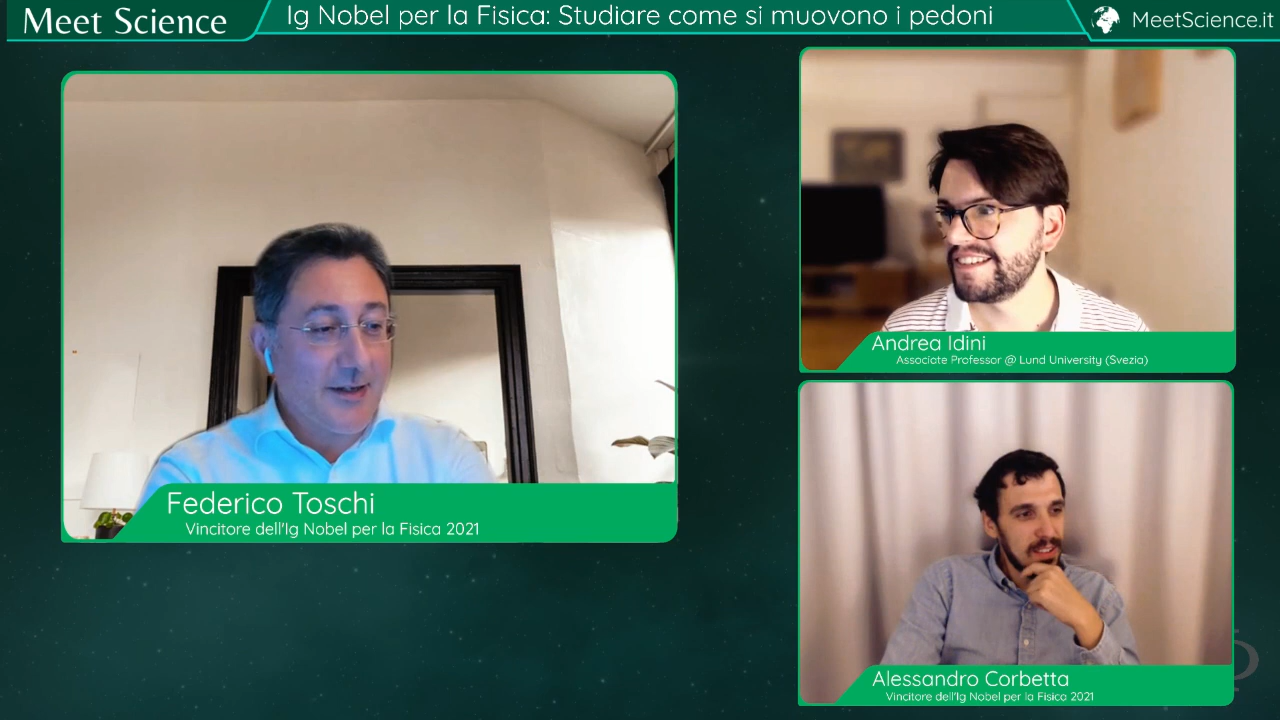 Meet Science
Ig Nobel per la Fisica: Studiare come si muovono i pedoni
MeetScience.it
Federico Toschi
Vincitore dell'Ig Nobel per la Fisica 2021
Andrea Idini
Associate Professor @ Lund University (Svezia)
Alessandro Corbetta
Vincitore dell'Ig Nobel per la Fisica 2021